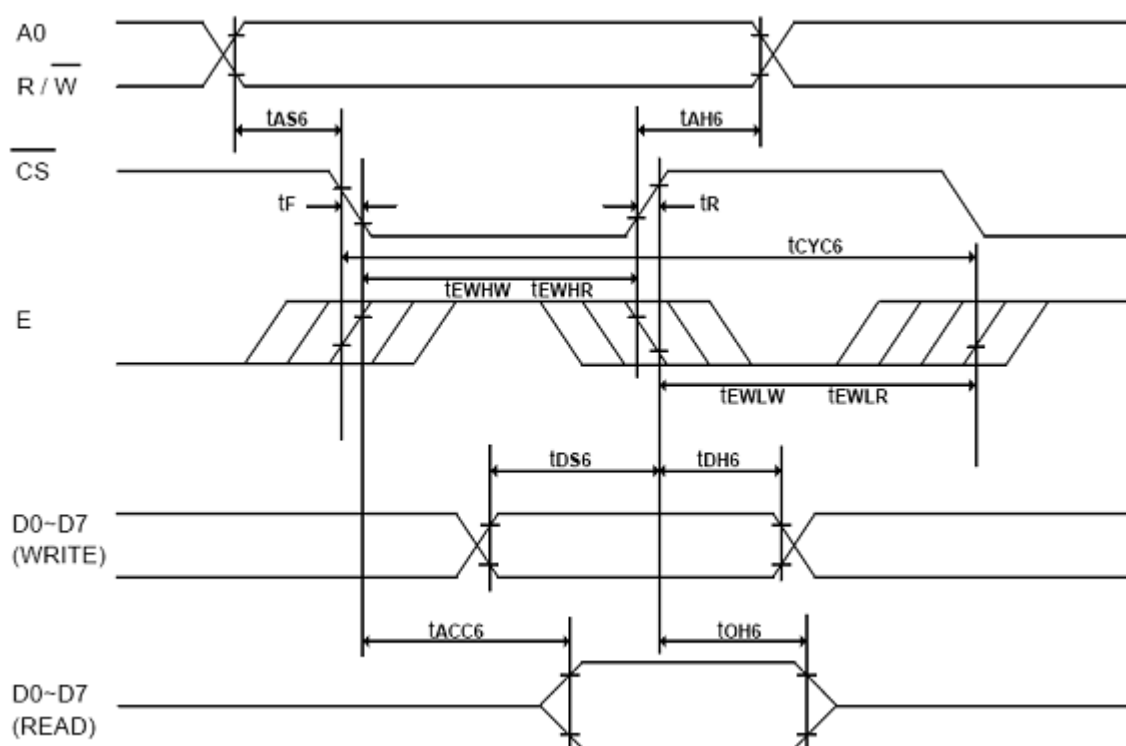 A0
R / W
tAS6
tAH6
CS
tF
tR
tCYC6
tEWHW tEWHR
E
tEWLW tEWLR
tDS6 tDH6
D0~D7
(WRITE)
tACC6 tOH6
D0~D7
(READ)